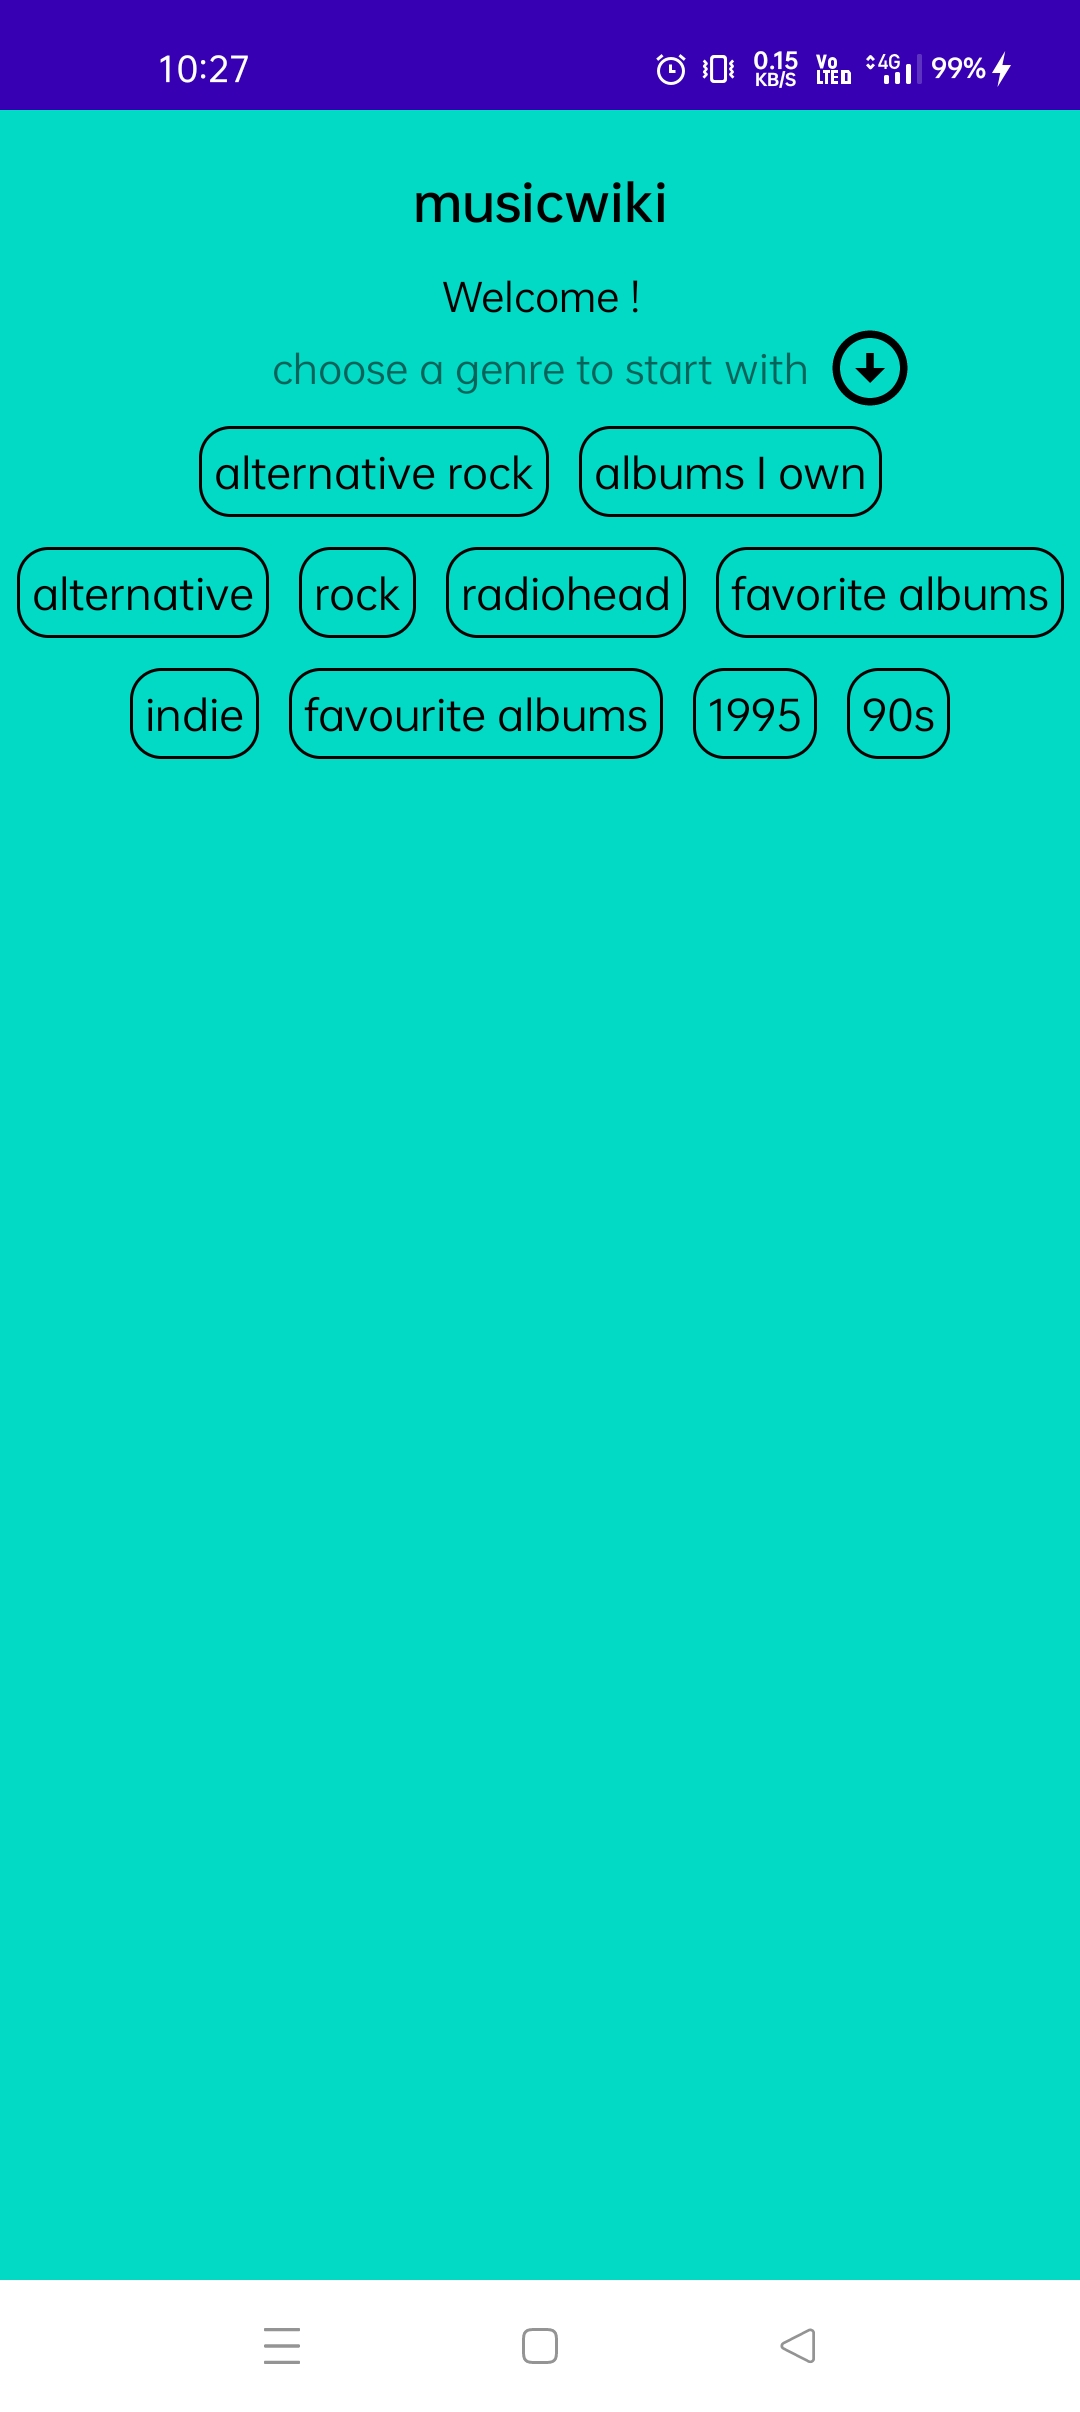 10:27 0.15 KB/S Vo LTE 4G 99%
musicwiki
Welcome !
choose a genre to start with
alternative rock albums I own
alternative rock radiohead favorite albums
indie favourite albums 1995 90s